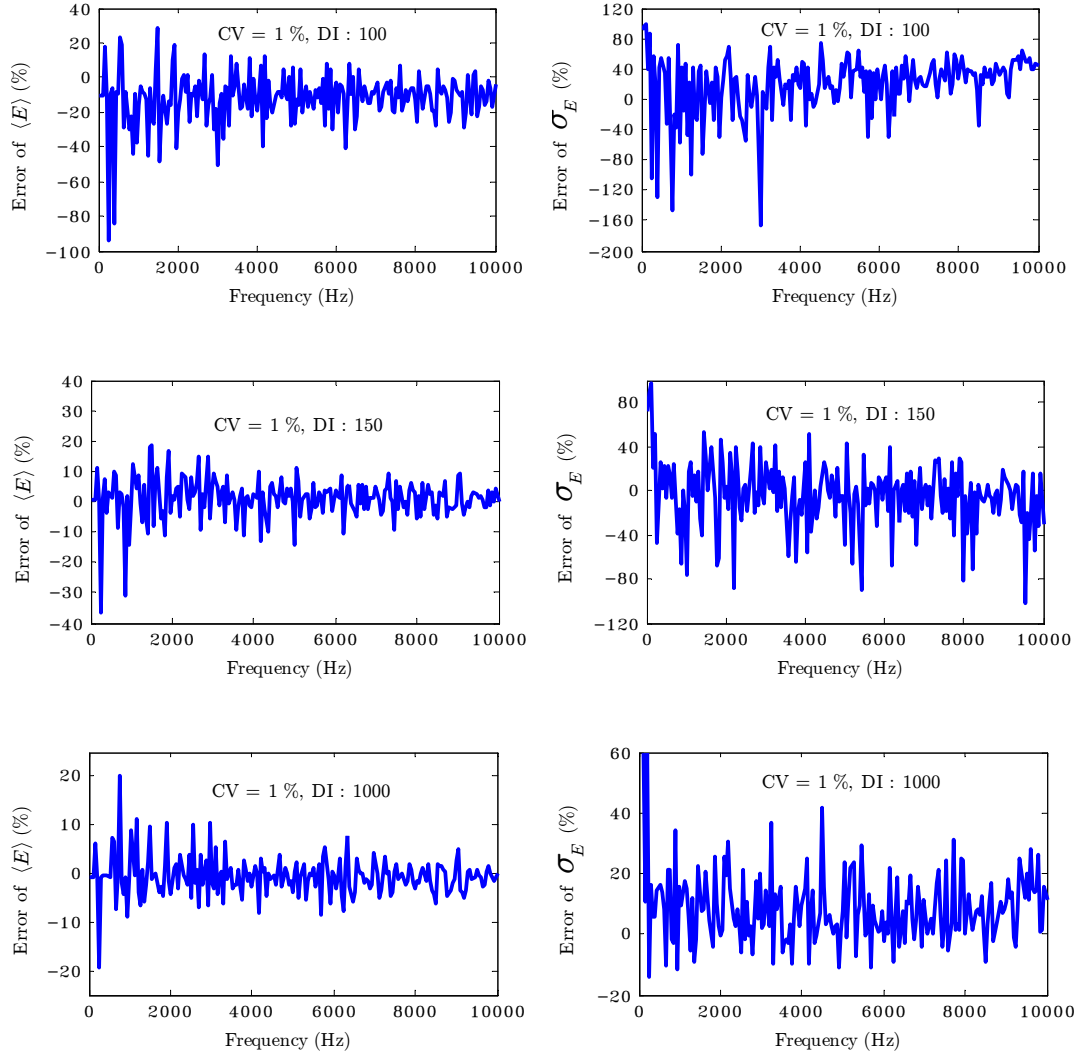 40
20
0
−20
−40
−60
−80
−100
Error of ⟨E⟩ (%)
CV = 1 %, DI : 100
0 2000 4000 6000 8000 10000
Frequency (Hz)
120
80
40
0
−40
−80
−120
−160
−200
Error of σ_E (%)
CV = 1 %, DI : 100
0 2000 4000 6000 8000 10000
Frequency (Hz)
40
30
20
10
0
−10
−20
−30
−40
Error of ⟨E⟩ (%)
CV = 1 %, DI : 150
0 2000 4000 6000 8000 10000
Frequency (Hz)
80
40
0
−40
−80
−120
Error of σ_E (%)
CV = 1 %, DI : 150
0 2000 4000 6000 8000 10000
Frequency (Hz)
20
10
0
−10
−20
Error of ⟨E⟩ (%)
CV = 1 %, DI : 1000
0 2000 4000 6000 8000 10000
Frequency (Hz)
60
40
20
0
−20
Error of σ_E (%)
CV = 1 %, DI : 1000
0 2000 4000 6000 8000 10000
Frequency (Hz)